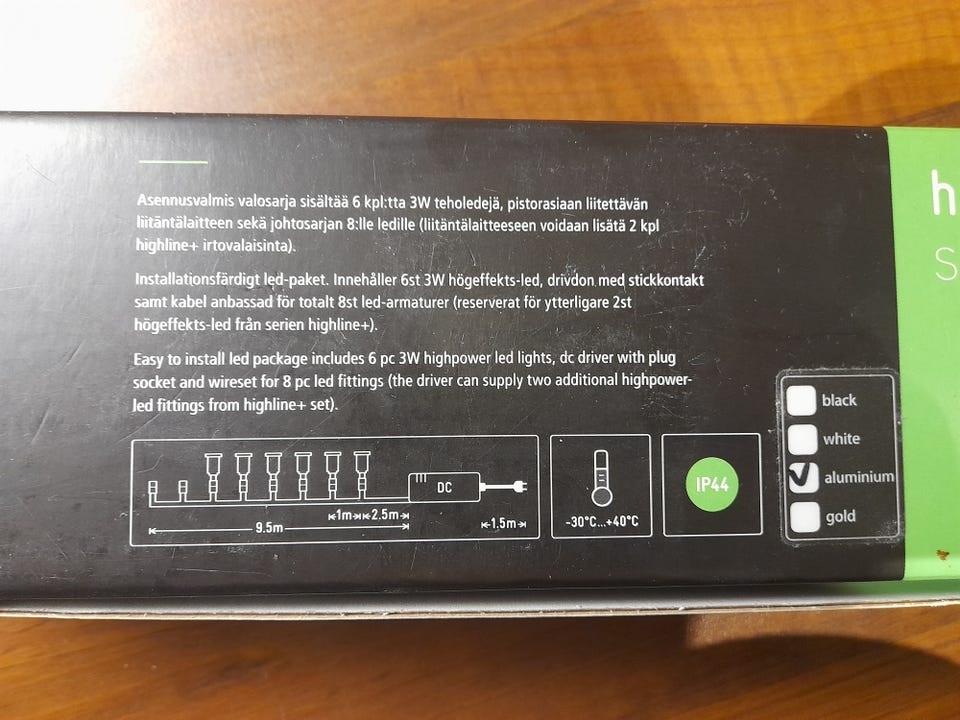 Asennusvalmis valosarja sisältää 6 kpl:tta 3W teholedejä, pistorasiaan liitettävän
liitäntälaitteen sekä johtosarjan 8:lle ledille (liitäntälaitteeseen voidaan lisätä 2 kpl
highline+ irtovalaisinta).
Installationsfärdigt led-paket. Innehåller 6st 3W högeffekts-led, drivdon med stickkontakt
samt kabel anbassad för totalt 8st led-armaturer (reserverat för ytterligare 2st
högeffekts-led från serien highline+).
Easy to install led package includes 6 pc 3W highpower led lights, dc driver with plug
socket and wireset for 8 pc led fittings (the driver can supply two additional highpower-
led fittings from highline+ set).
DC
1m
2.5m
9.5m
1.5m
-30°C...+40°C
IP44
black
white
aluminium
gold
h
S